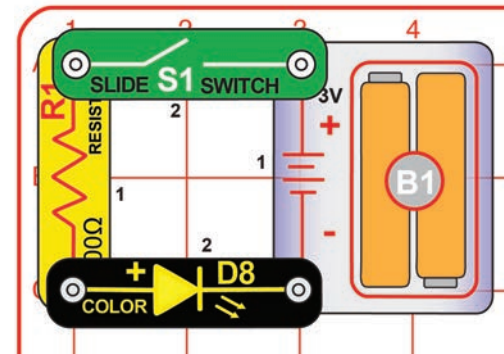 1 2 3 4
SLIDE S1 SWITCH
R1
RESIST
00Ω
2
1
1
2
3V
+
-
B1
+ D8
COLOR